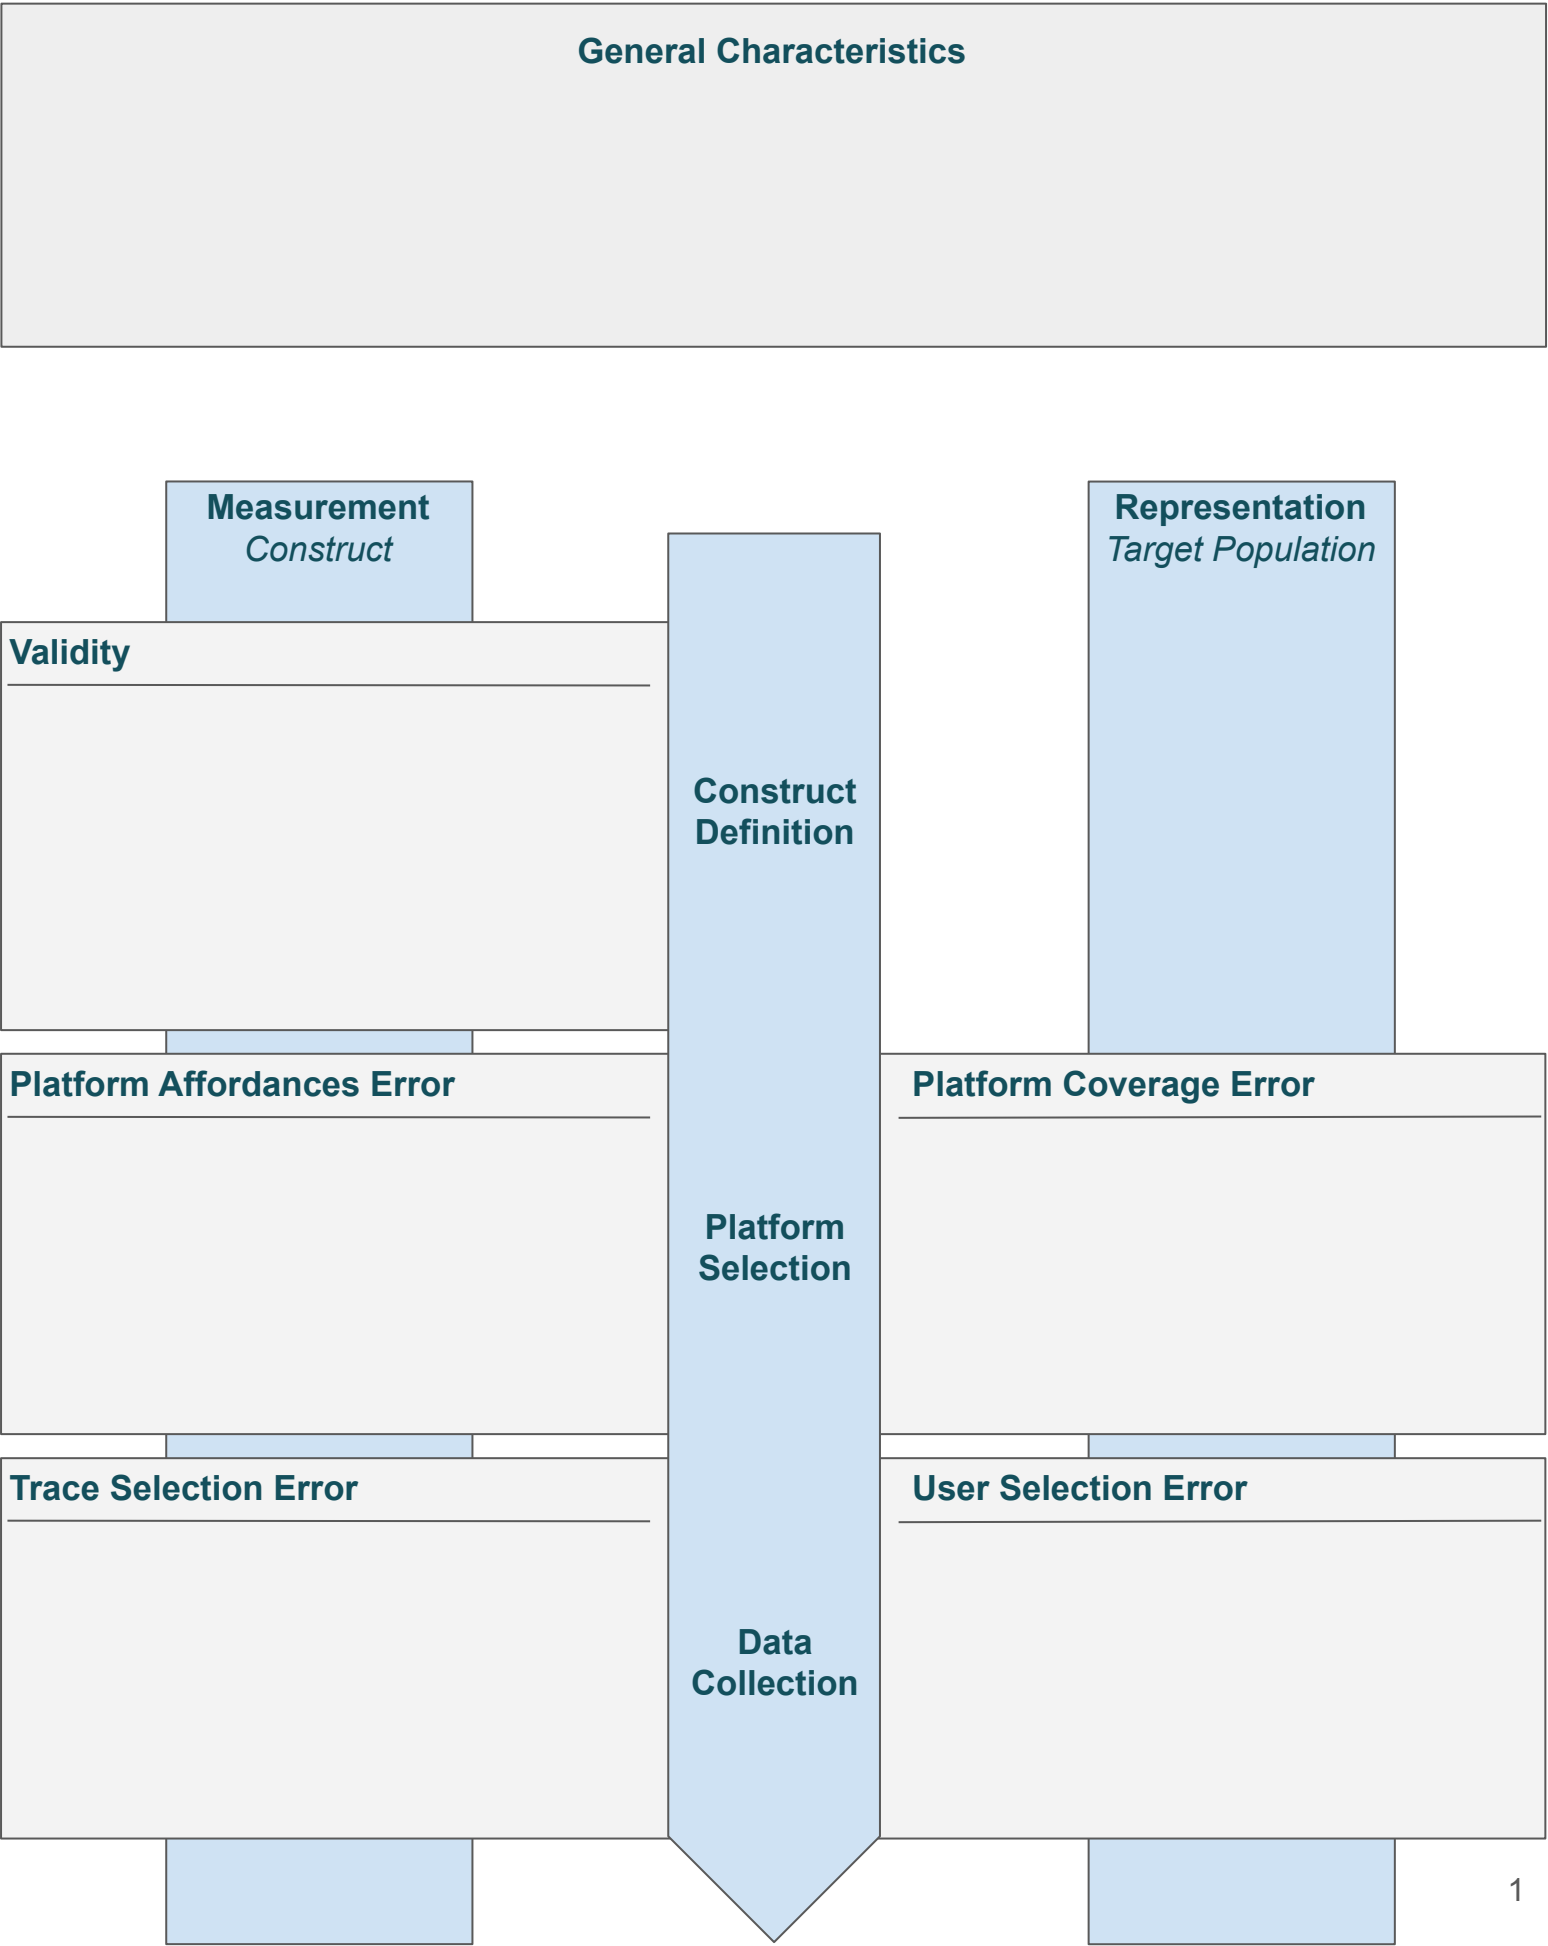 General Characteristics
Measurement
Construct
Representation
Target Population
Validity
Construct
Definition
Platform Affordances Error
Platform Coverage Error
Platform
Selection
Trace Selection Error
User Selection Error
Data
Collection
1